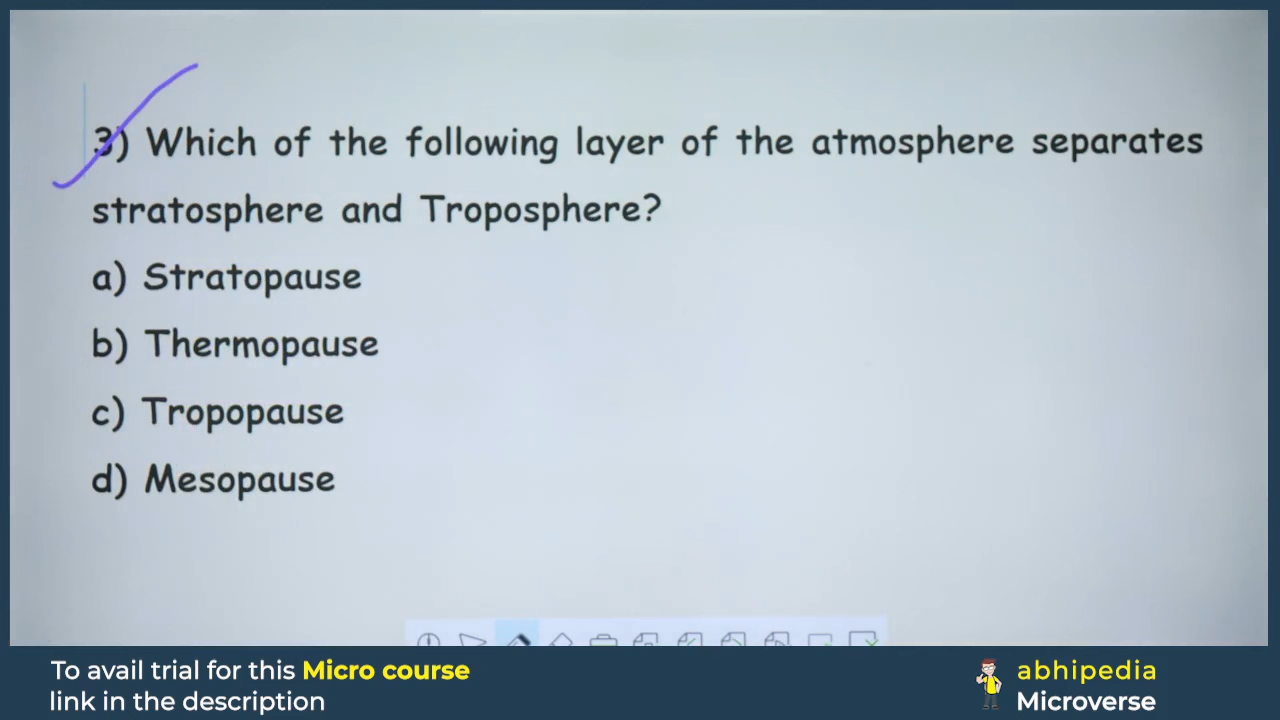 3) Which of the following layer of the atmosphere separates
stratosphere and Troposphere?
a) Stratopause
b) Thermopause
c) Tropopause
d) Mesopause
To avail trial for this Micro course
link in the description
abhipedia
Microverse